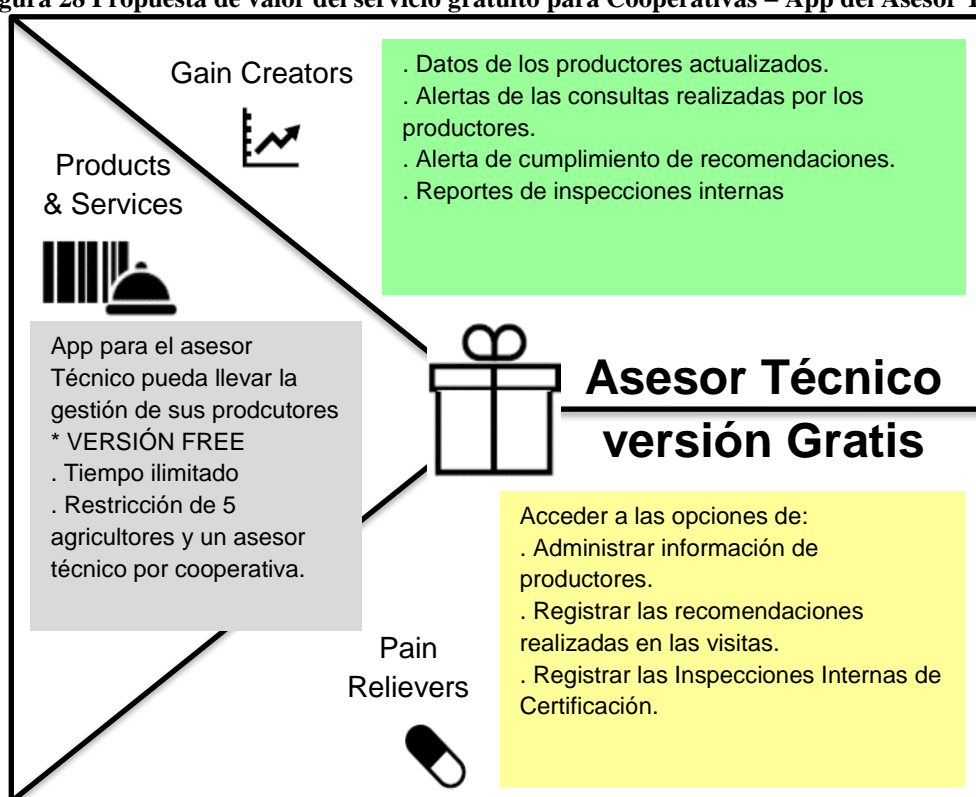 gura 28 Propuesta de valor del servicio gratuito para Cooperativas – App del Asesor
Gain Creators
. Datos de los productores actualizados.
. Alertas de las consultas realizadas por los
productores.
. Alerta de cumplimiento de recomendaciones.
. Reportes de inspecciones internas
Products
& Services
App para el asesor
Técnico pueda llevar la
gestión de sus prodcutores
* VERSIÓN FREE
. Tiempo ilimitado
. Restricción de 5
agricultores y un asesor
técnico por cooperativa.
Asesor Técnico
versión Gratis
Pain
Relievers
Acceder a las opciones de:
. Administrar información de
productores.
. Registrar las recomendaciones
realizadas en las visitas.
. Registrar las Inspecciones Internas de
Certificación.